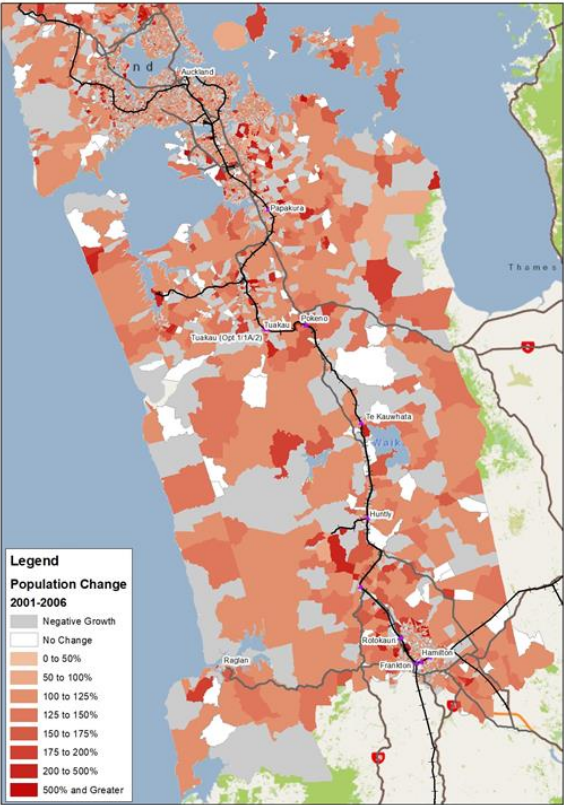 n d
Auckland
Papakura
Thames
Tuakau
Pokeno
Tuakau (Opt 1/1A/2)
Te Kauwhata
Waik
Huntly
Rotokauri
Hamilton
Frankton
Raglan
Legend
Population Change
2001-2006
Negative Growth
No Change
0 to 50%
50 to 100%
100 to 125%
125 to 150%
150 to 175%
175 to 200%
200 to 500%
500% and Greater